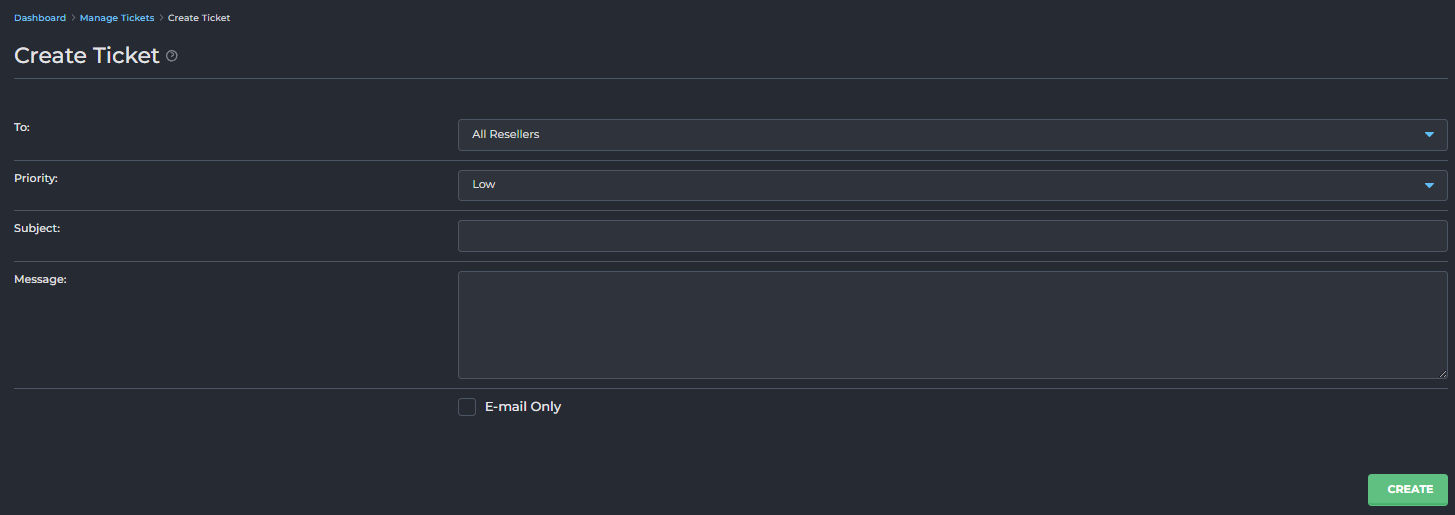 Dashboard > Manage Tickets > Create Ticket
Create Ticket ?
To:
All Resellers
Priority:
Low
Subject:
Message:
E-mail Only
CREATE